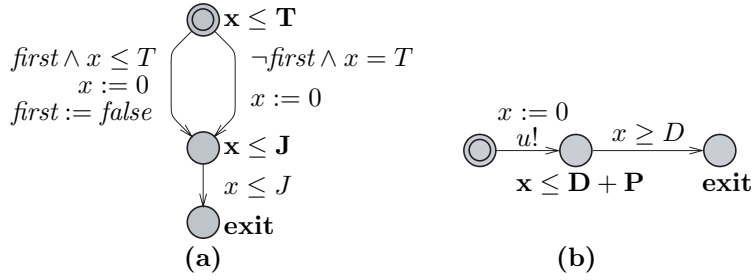 x ≤ T
first ∧ x ≤ T
x := 0
first := false
¬first ∧ x = T
x := 0
x ≤ J
x ≤ J
exit
(a)
x := 0
u!
x ≥ D
x ≤ D + P
exit
(b)